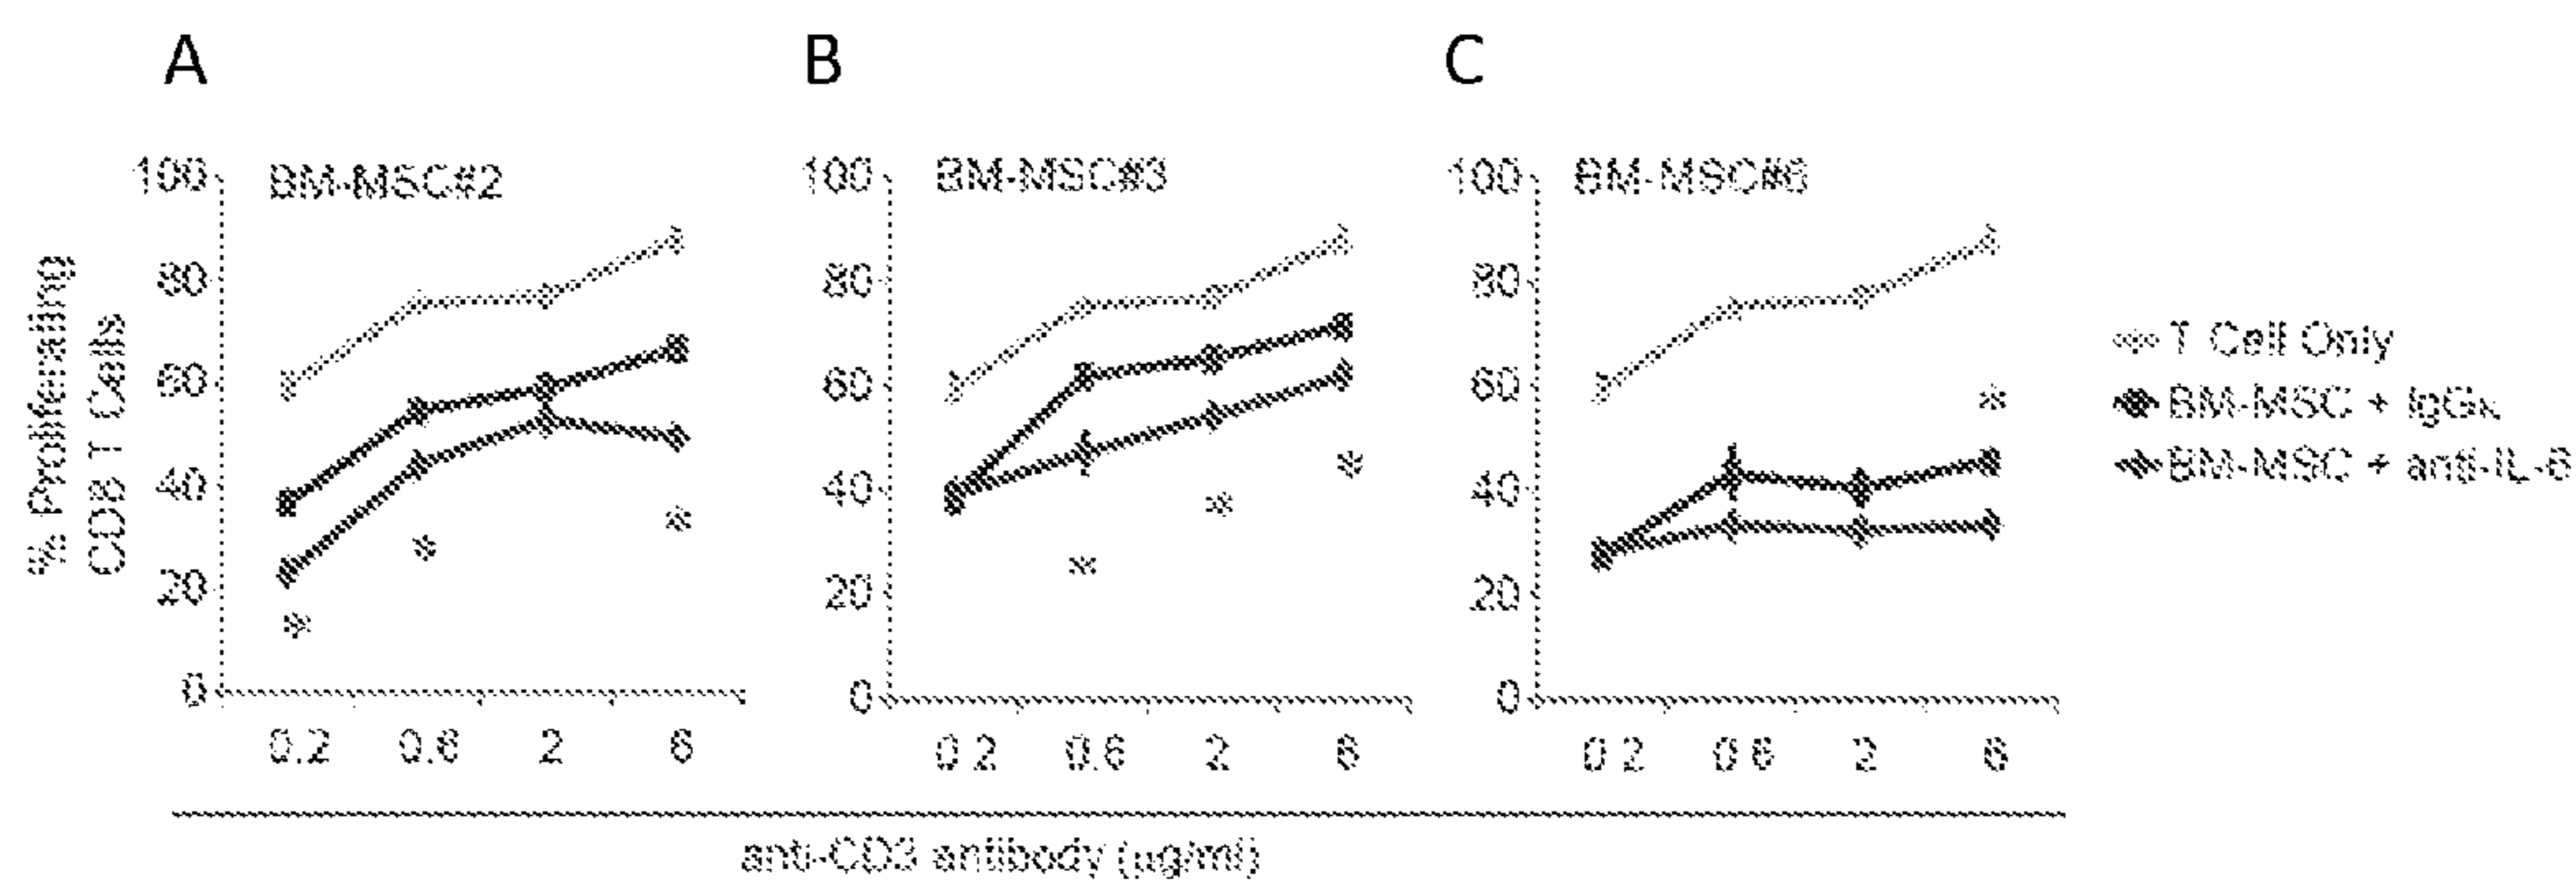 A B C
BM-MSC#2 BM-MSC#3 BM-MSC#6
100 100 100
80 80 80
60 60 60
40 40 40
20 20 20
0 0 0
% Proliferating
CD8 T Cells
T Cell Only
BM-MSC + IgGκ
BM-MSC + anti-IL-6
* * * * * * *
0.2 0.6 2 6 0.2 0.6 2 6 0.2 0.6 2 6
anti-CD3 antibody (µg/ml)